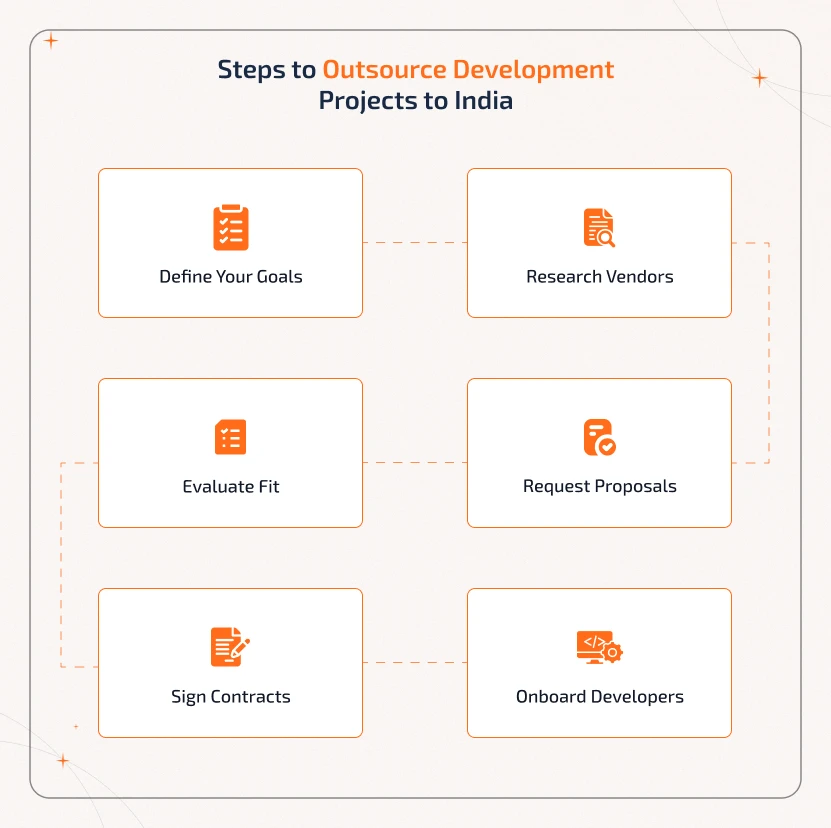 Steps to Outsource Development
Projects to India
Define Your Goals
Research Vendors
Evaluate Fit
Request Proposals
Sign Contracts
Onboard Developers